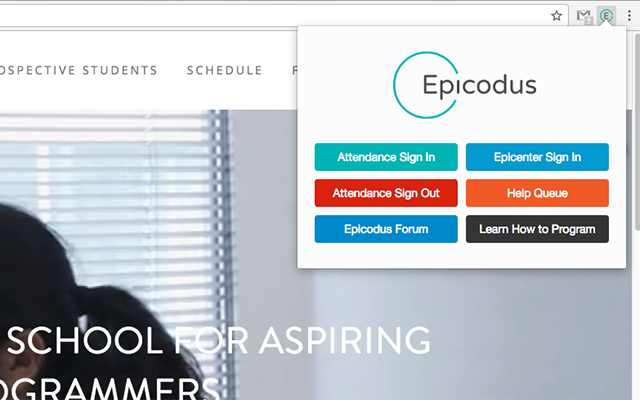 OSPECTIVE STUDENTS SCHEDULE
E
Epicodus
Attendance Sign In
Epicenter Sign In
Attendance Sign Out
Help Queue
Epicodus Forum
Learn How to Program
SCHOOL FOR ASPIRING
OGRAMMERS